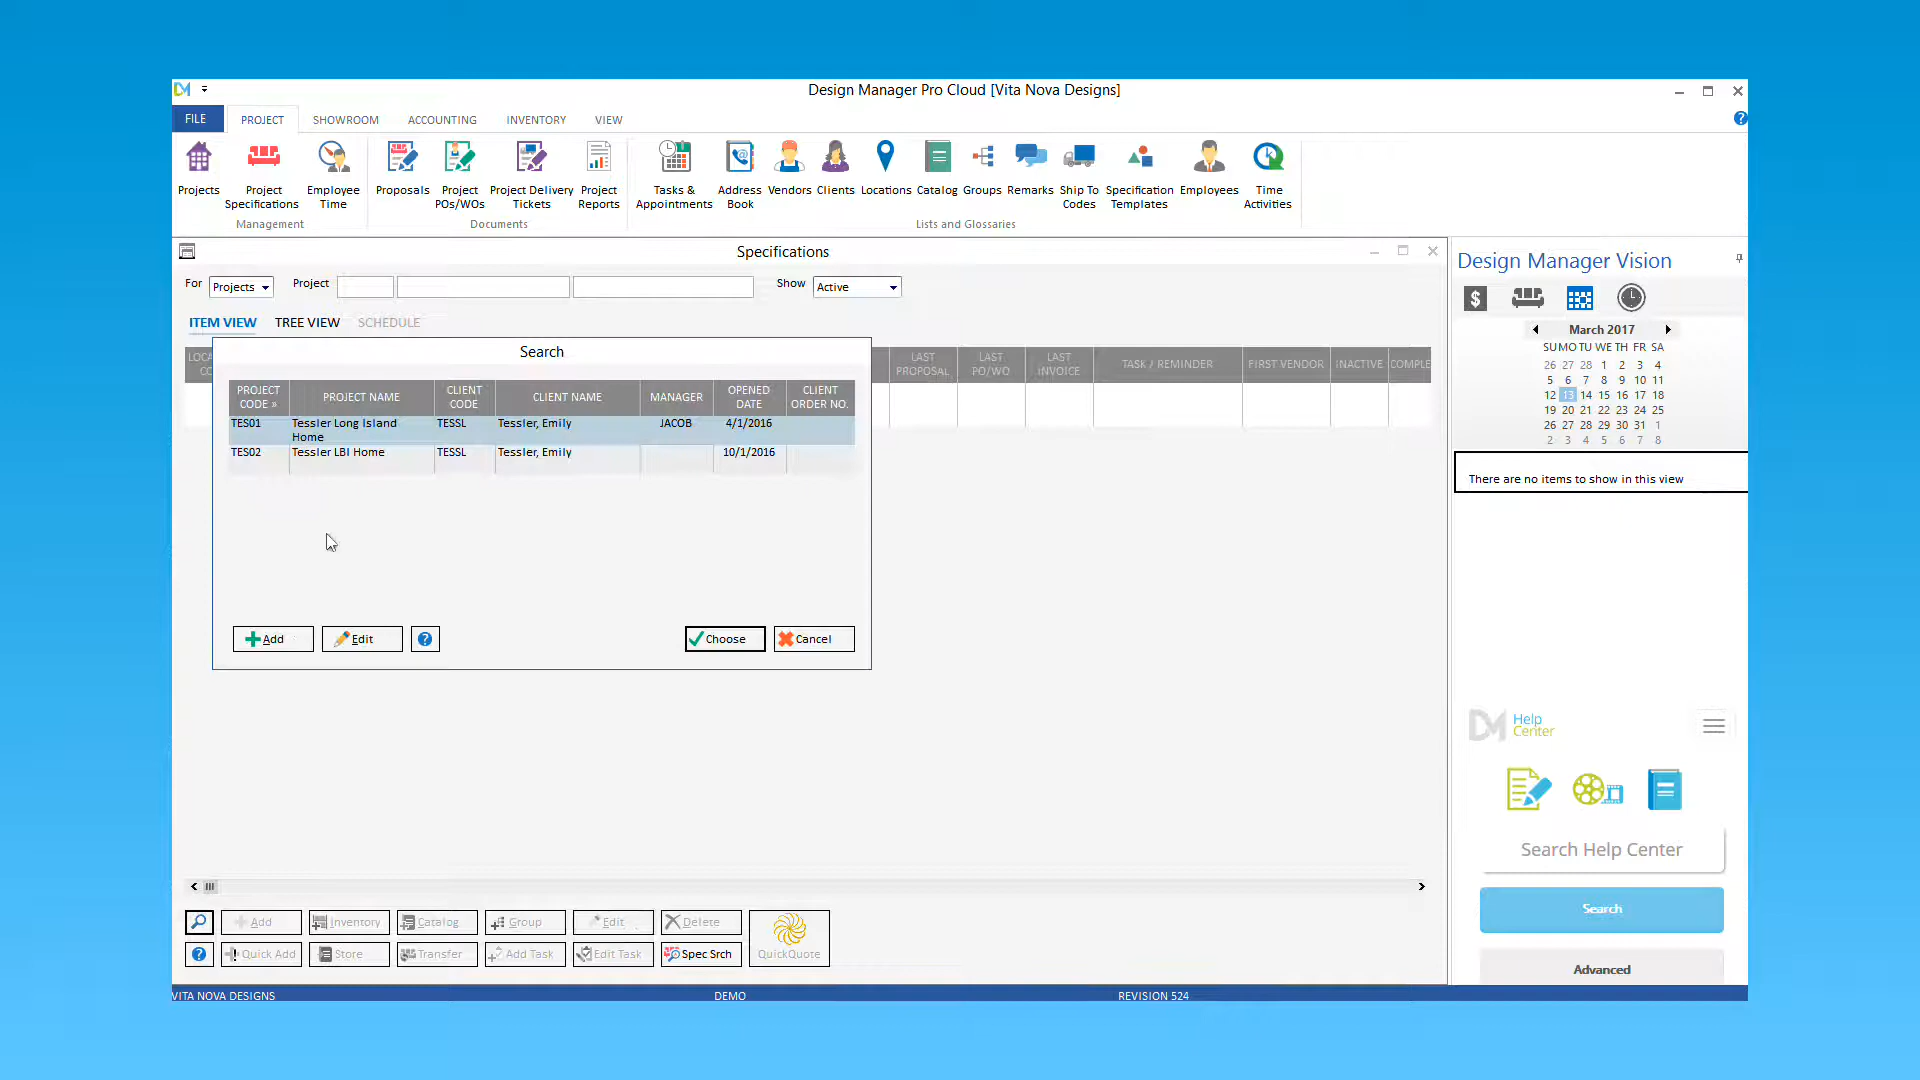 DM
Design Manager Pro Cloud [Vita Nova Designs]
FILE PROJECT SHOWROOM ACCOUNTING INVENTORY VIEW
Projects
Project Specifications
Employee Time
Management
Proposals
Project POs/WOs
Project Delivery Tickets
Project Reports
Documents
Tasks & Appointments
Address Book
Vendors
Clients
Locations
Catalog
Groups
Remarks
Ship To Codes
Specification Templates
Employees
Time Activities
Lists and Glossaries
Specifications
For Projects Project Show Active
ITEM VIEW TREE VIEW SCHEDULE
LOCA
CO
LAST PROPOSAL
LAST PO/WO
LAST INVOICE
TASK / REMINDER
FIRST VENDOR
INACTIVE
COMPLE
Search
PROJECT CODE » PROJECT NAME CLIENT CODE CLIENT NAME MANAGER OPENED DATE CLIENT ORDER NO.
TES01 Tessler Long Island Home TESSL Tessler, Emily JACOB 4/1/2016
TES02 Tessler LBI Home TESSL Tessler, Emily 10/1/2016
Add Edit ? Choose Cancel
Add Inventory Catalog Group Edit Delete
? Quick Add Store Transfer Add Task Edit Task Spec Srch
QuickQuote
Design Manager Vision
March 2017
SU MO TU WE TH FR SA
26 27 28 1 2 3 4
5 6 7 8 9 10 11
12 13 14 15 16 17 18
19 20 21 22 23 24 25
26 27 28 29 30 31 1
2 3 4 5 6 7 8
There are no items to show in this view
DM Help Center
Search Help Center
Search
Advanced
VITA NOVA DESIGNS DEMO REVISION 524